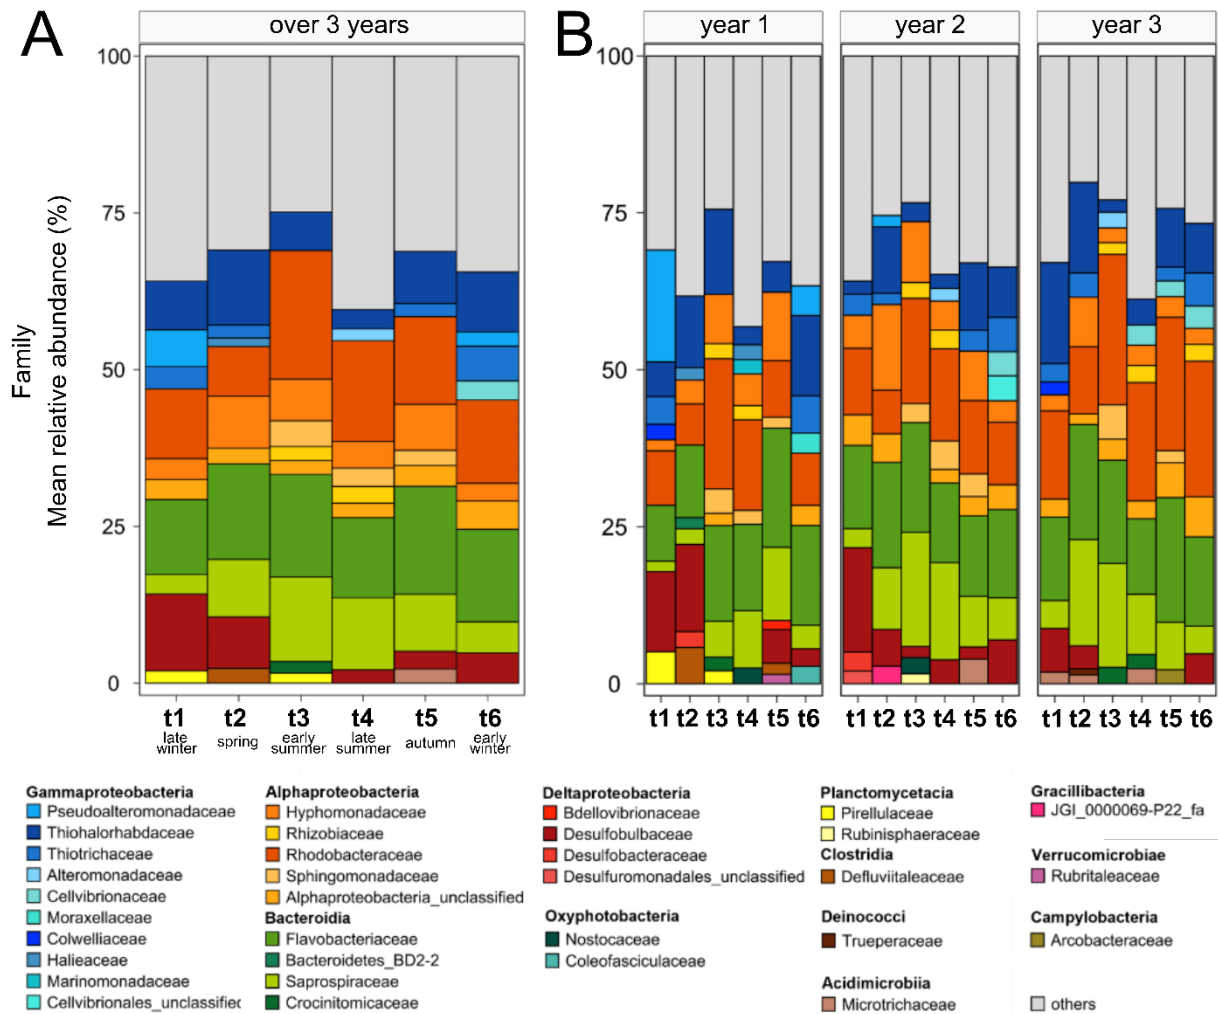 A
over 3 years
B
year 1
year 2
year 3
Family
Mean relative abundance (%)
100
75
50
25
0
100
75
50
25
0
t1
t2
t3
t4
t5
t6
late winter
spring
early summer
late summer
autumn
early winter
t1 t2 t3 t4 t5 t6
t1 t2 t3 t4 t5 t6
t1 t2 t3 t4 t5 t6
Gammaproteobacteria
Pseudoalteromonadaceae
Thiohalorhabdaceae
Thiotrichaceae
Alteromonadaceae
Cellvibrionaceae
Moraxellaceae
Colwelliaceae
Halieaceae
Marinomonadaceae
Cellvibrionales_unclassified
Alphaproteobacteria
Hyphomonadaceae
Rhizobiaceae
Rhodobacteraceae
Sphingomonadaceae
Alphaproteobacteria_unclassified
Bacteroidia
Flavobacteriaceae
Bacteroidetes_BD2-2
Saprospiraceae
Crocinitomicaceae
Deltaproteobacteria
Bdellovibrionaceae
Desulfobulbaceae
Desulfobacteraceae
Desulfuromonadales_unclassified
Oxyphotobacteria
Nostocaceae
Coleofasciculaceae
Planctomycetacia
Pirellulaceae
Rubinisphaeraceae
Clostridia
Defluviitaleaceae
Deinococci
Trueperaceae
Acidimicrobiia
Microtrichaceae
Gracillibacteria
JGI_0000069-P22_fa
Verrucomicrobiae
Rubritaleaceae
Campylobacteria
Arcobacteraceae
others